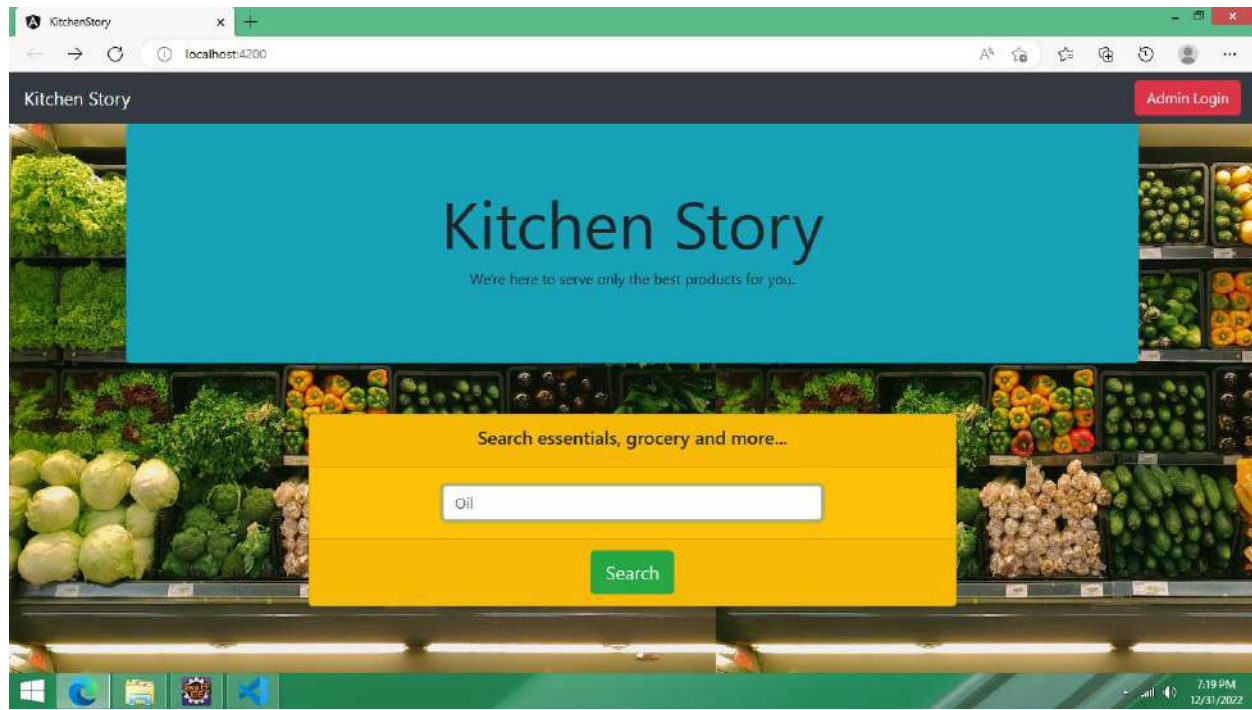 KitchenStory
localhost:4200
Kitchen Story
Admin Login
Kitchen Story
We're here to serve only the best products for you.
Search essentials, grocery and more...
Oil
Search
7:19 PM
12/31/2022